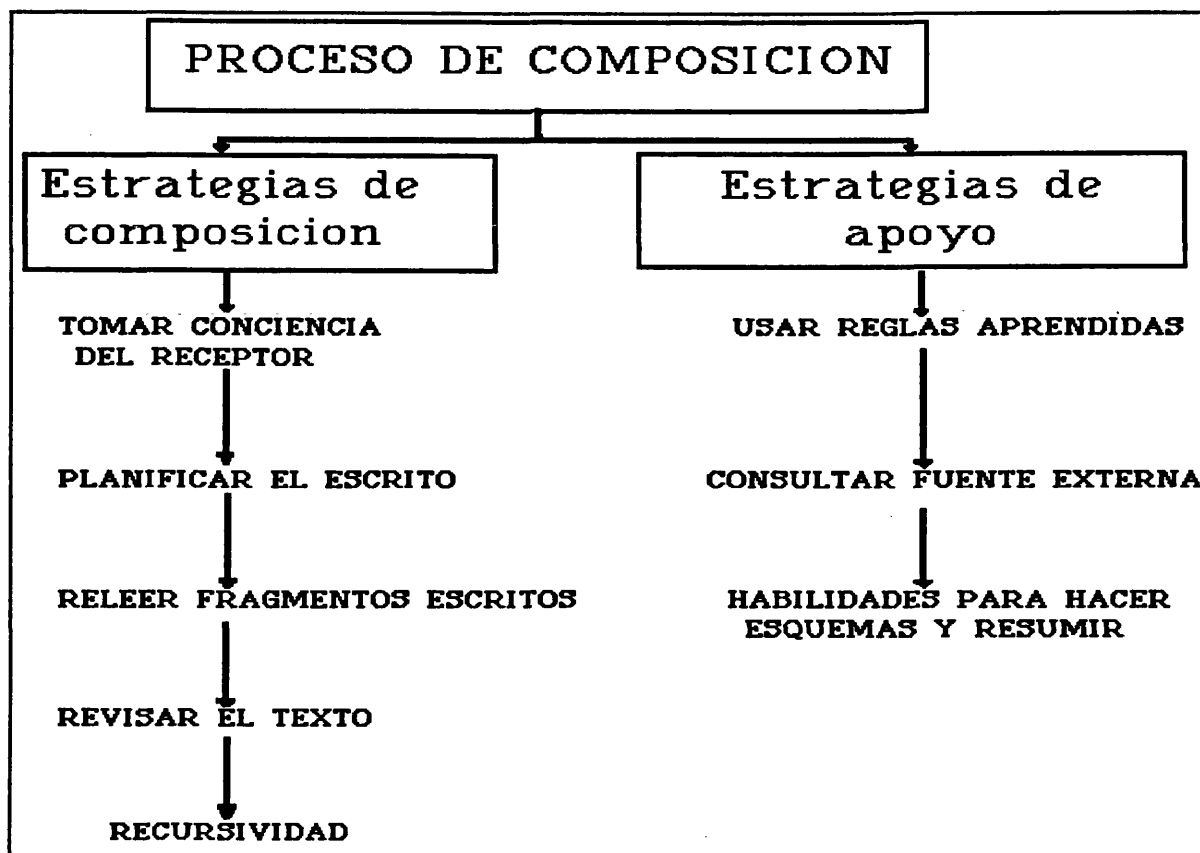 PROCESO DE COMPOSICION
Estrategias de
composicion
TOMAR CONCIENCIA
DEL RECEPTOR
PLANIFICAR EL ESCRITO
RELEER FRAGMENTOS ESCRITOS
REVISAR EL TEXTO
RECURSIVIDAD
Estrategias de
apoyo
USAR REGLAS APRENDIDAS
CONSULTAR FUENTE EXTERNA
HABILIDADES PARA HACER
ESQUEMAS Y RESUMIR